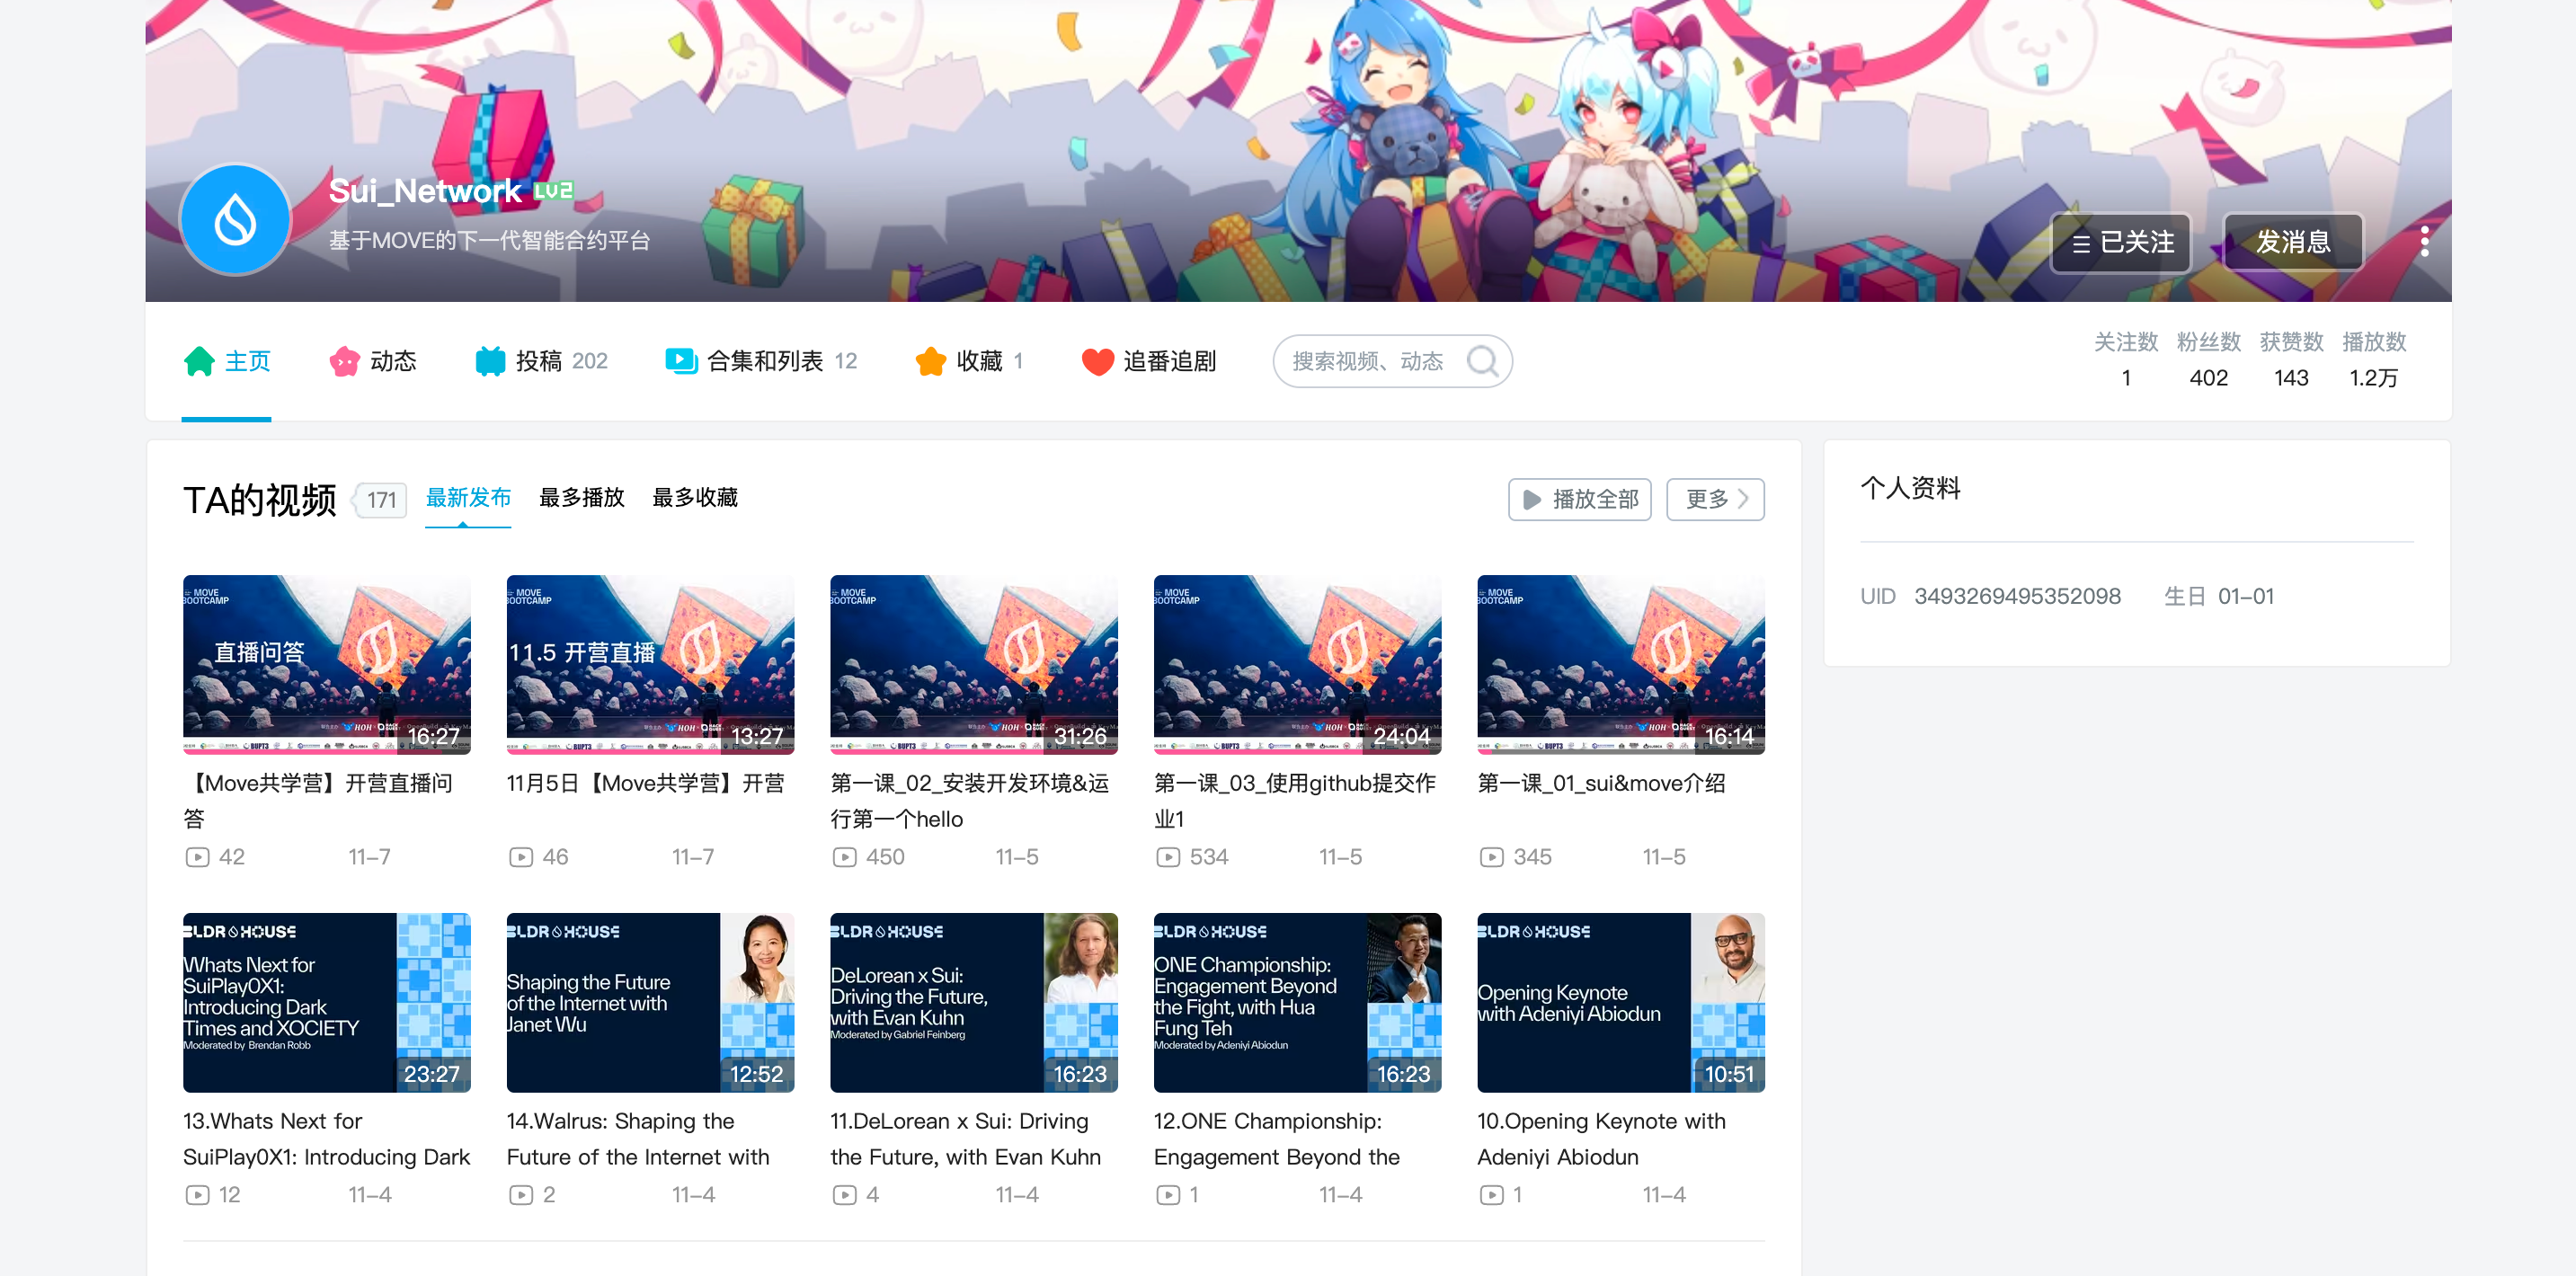 Sui_Network LV2
基于MOVE的下一代智能合约平台
已关注
发消息
主页
动态
投稿 202
合集和列表 12
收藏 1
追番追剧
搜索视频、动态
关注数 粉丝数 获赞数 播放数
1 402 143 1.2万
TA的视频 171 最新发布 最多播放 最多收藏
播放全部
更多
个人资料
UID 3493269495352098 生日 01-01
MOVE
BOOTCAMP
直播问答
HOH
BUPT3
16:27
【Move共学营】开营直播问
答
42 11-7
MOVE
BOOTCAMP
11.5 开营直播
HOH
BUPT3
13:27
11月5日【Move共学营】开营
46 11-7
MOVE
BOOTCAMP
HOH
BUPT3
31:26
第一课_02_安装开发环境&运
行第一个hello
450 11-5
MOVE
BOOTCAMP
HOH
BUPT3
24:04
第一课_03_使用github提交作
业1
534 11-5
MOVE
BOOTCAMP
HOH
BUPT3
16:14
第一课_01_sui&move介绍
345 11-5
BLDR HOUSE
Whats Next for
SuiPlay0X1:
Introducing Dark
Times and XOCIETY
Moderated by Brendan Robb
23:27
13.Whats Next for
SuiPlay0X1: Introducing Dark
12 11-4
BLDR HOUSE
Shaping the Future
of the Internet with
Janet Wu
12:52
14.Walrus: Shaping the
Future of the Internet with
2 11-4
BLDR HOUSE
DeLorean x Sui:
Driving the Future,
with Evan Kuhn
Moderated by Gabriel Feinberg
16:23
11.DeLorean x Sui: Driving
the Future, with Evan Kuhn
4 11-4
BLDR HOUSE
ONE Championship:
Engagement Beyond
the Fight, with Hua
Fung Teh
Moderated by Adeniyi Abiodun
16:23
12.ONE Championship:
Engagement Beyond the
1 11-4
BLDR HOUSE
Opening Keynote
with Adeniyi Abiodun
10:51
10.Opening Keynote with
Adeniyi Abiodun
1 11-4